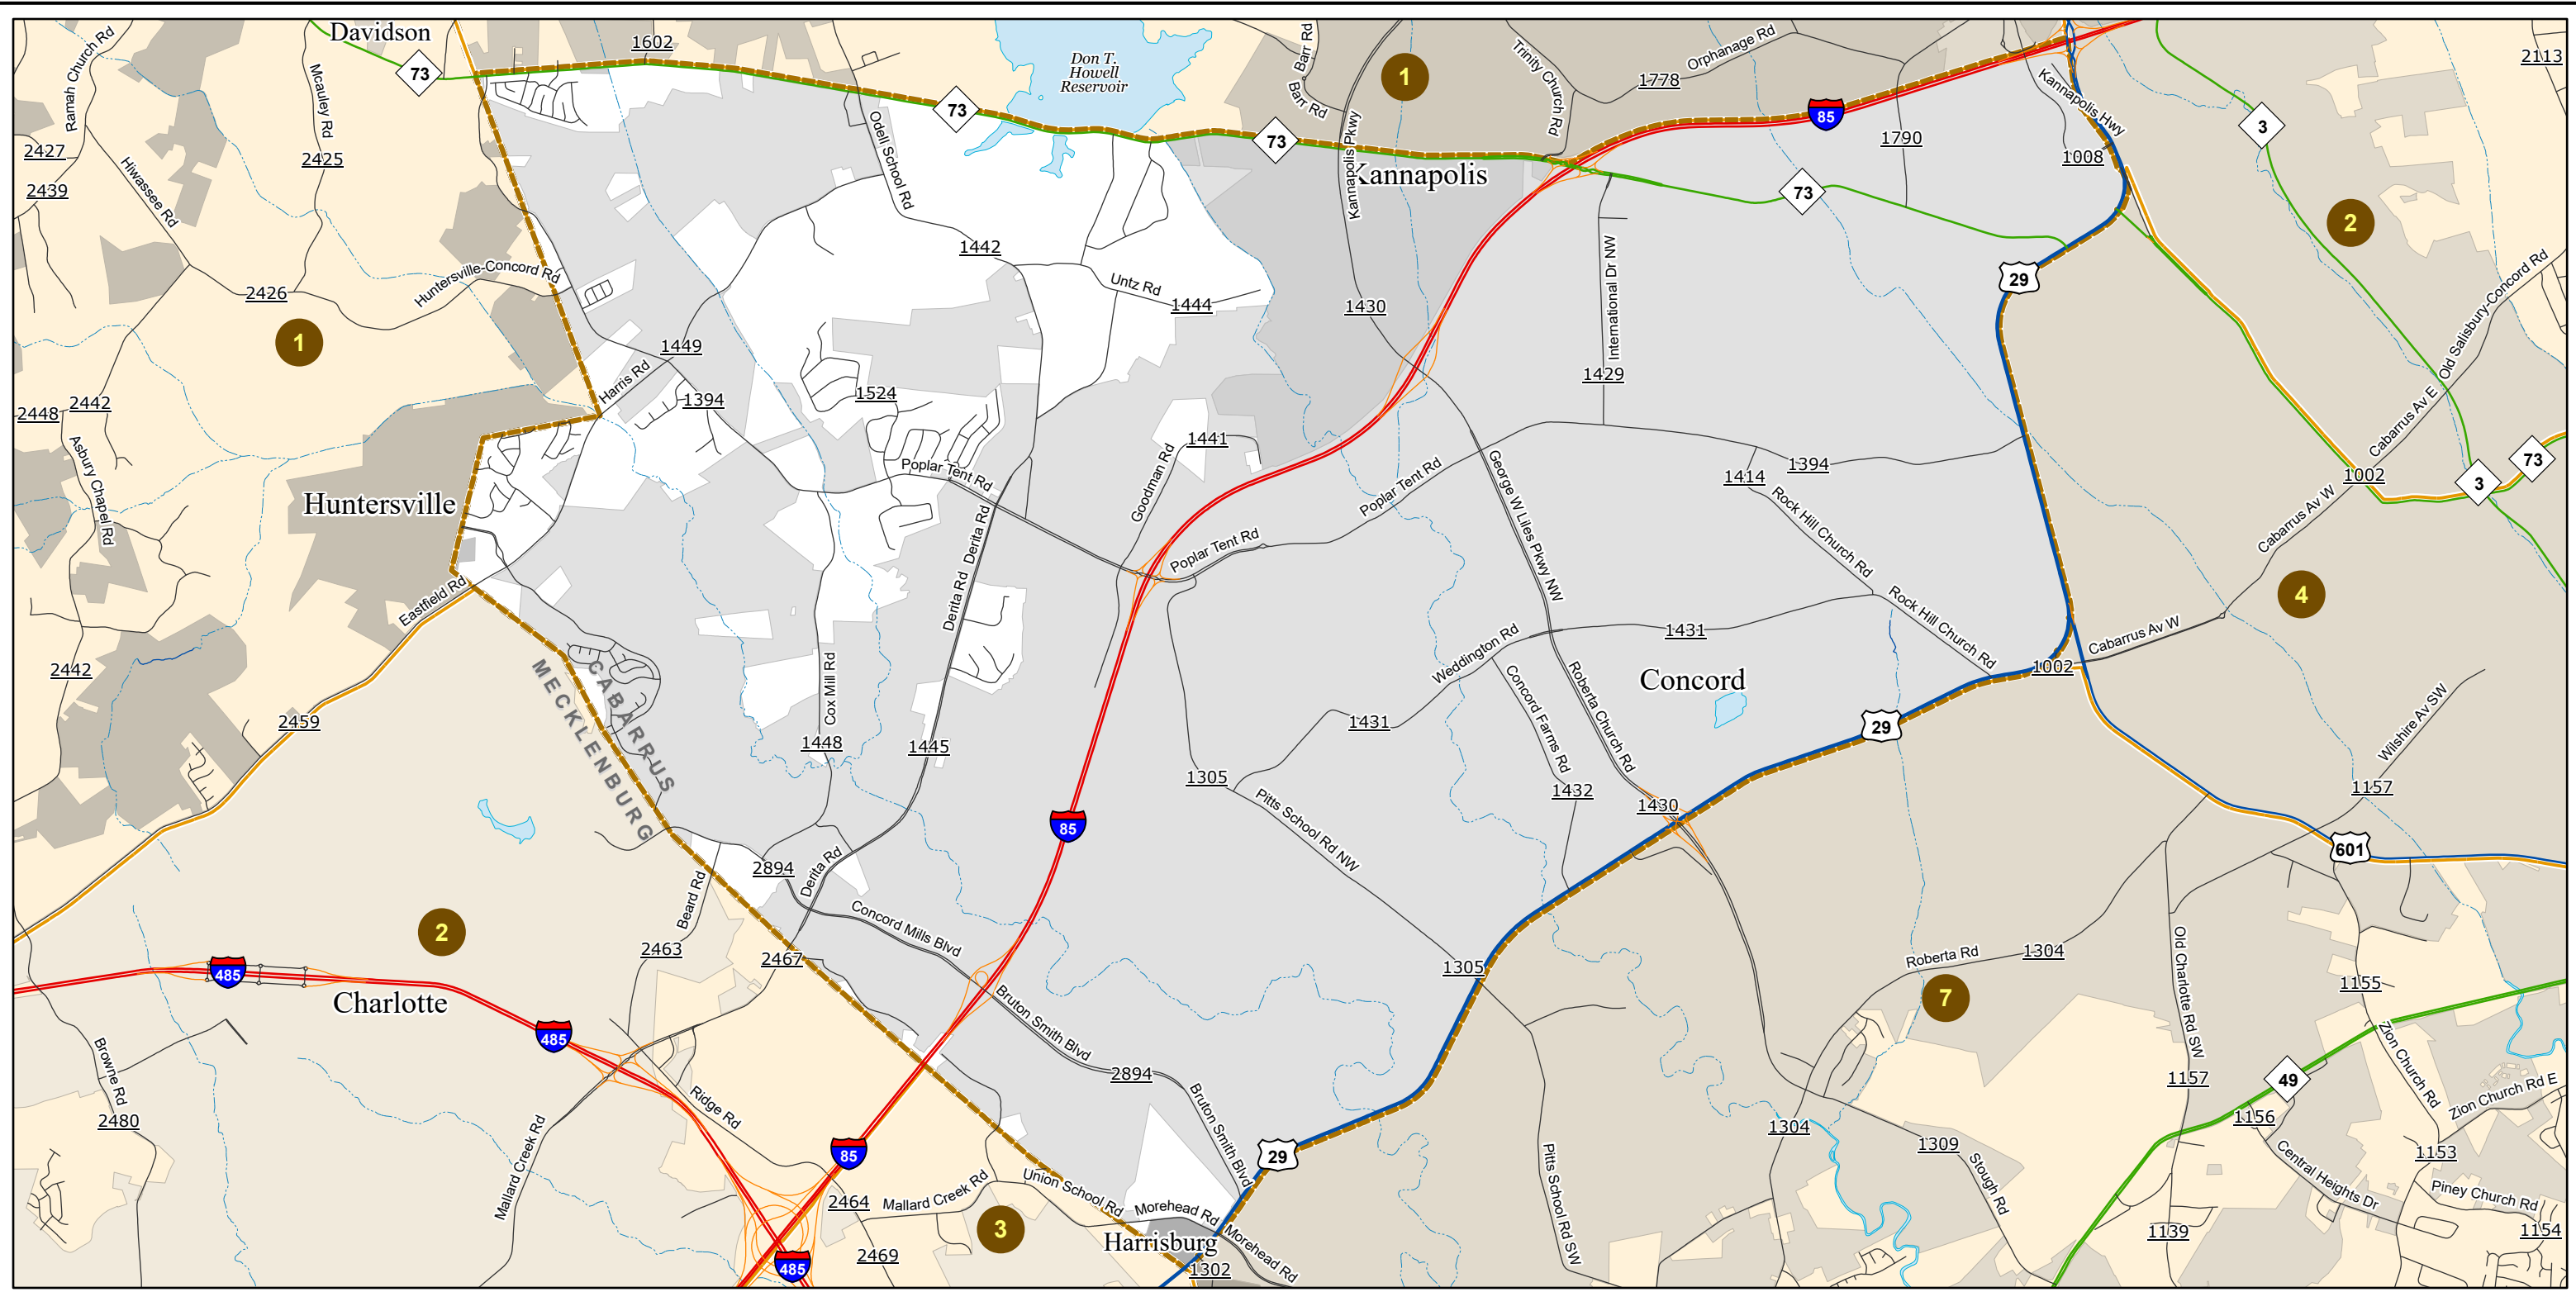 Davidson
73
1602
Ramah Church Rd
Mcauley Rd
2425
2427
2439
Hiwassee Rd
2426
Huntersville-Concord Rd
1
Odell School Rd
73
Don T.
Howell
Reservoir
Barr Rd
Barr Rd
1
Kannapolis Pkwy
Kannapolis Pkwy
73
Kannapolis
Trinity Church Rd
1778
Orphanage Rd
85
1790
Kannapolis Hwy
1008
3
2113
2
73
29
1442
Untz Rd
1444
1430
International Dr NW
1429
Old Salisbury-Concord Rd
Cabarrus Av E
1002
3
73
1449
Harris Rd
1394
1524
2448
2442
Asbury Chapel Rd
Huntersville
Eastfield Rd
Poplar Tent Rd
Goodman Rd
1441
Derita Rd
Derita Rd
Poplar Tent Rd
Poplar Tent Rd
George W Liles Pkwy NW
1394
1414
Rock Hill Church Rd
Rock Hill Church Rd
Cabarrus Av W
Cabarrus Av W
4
2442
2459
CABARRUS
MECKLENBURG
Cox Mill Rd
1448
1445
85
1431
Weddington Rd
1431
Concord Farms Rd
1432
Roberta Church Rd
1430
Concord
1002
29
1305
Pitts School Rd NW
1305
Wilshire Av SW
1157
601
2894
Derita Rd
Beard Rd
2463
2467
Concord Mills Blvd
Bruton Smith Blvd
2894
Bruton Smith Blvd
2
485
Charlotte
485
Browne Rd
2480
Mallard Creek Rd
Ridge Rd
85
2464
Mallard Creek Rd
2469
485
3
Union School Rd
Morehead Rd
Morehead Rd
Harrisburg
1302
29
Roberta Rd
1304
7
Old Charlotte Rd SW
1157
1155
49
Zion Church Rd
Zion Church Rd E
1156
1153
Central Heights Dr
Piney Church Rd
1154
1139
1304
1309
Stough Rd
Pitts School Rd SW